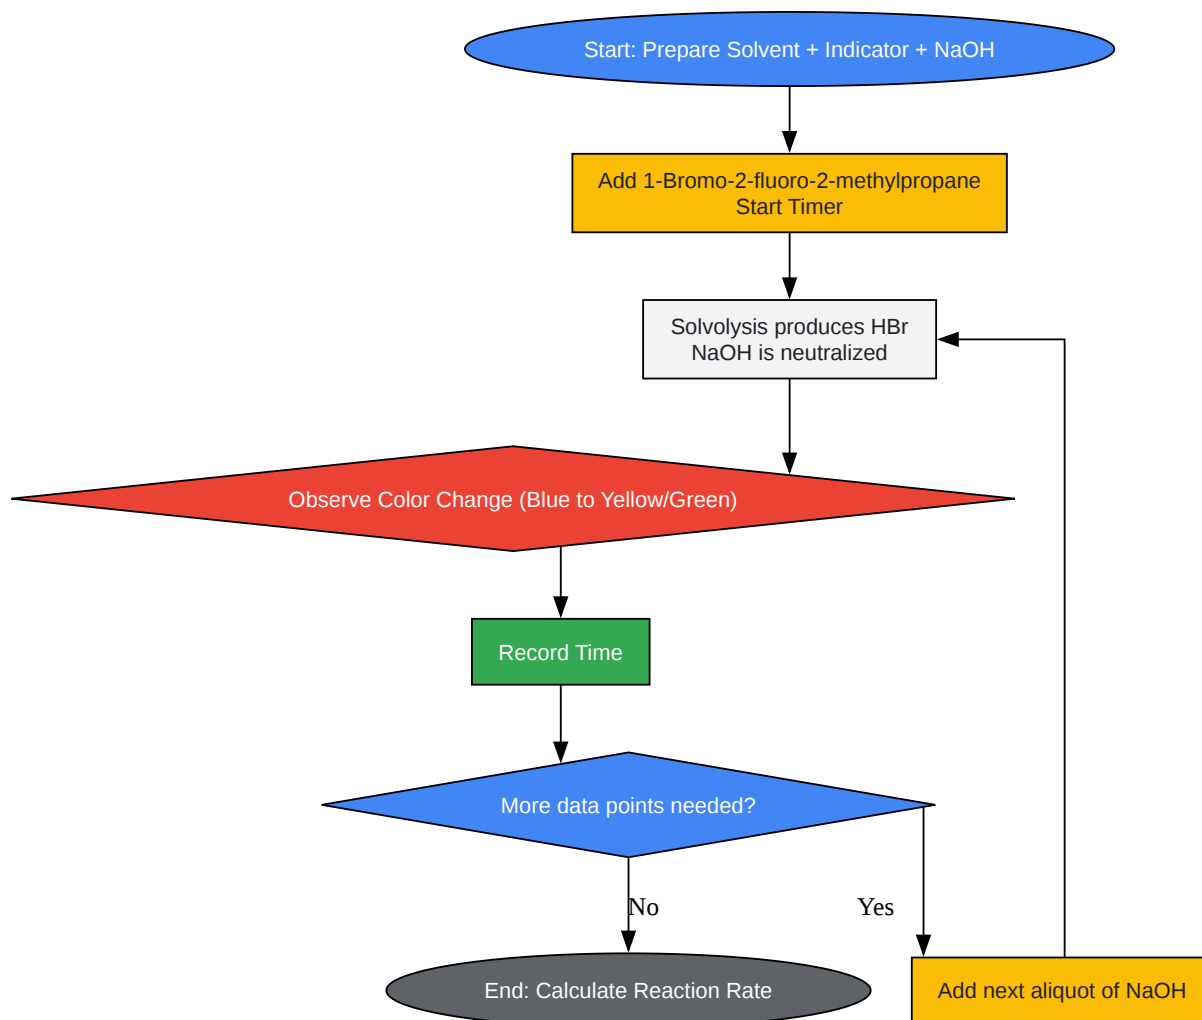 Start: Prepare Solvent + Indicator + NaOH
Add 1-Bromo-2-fluoro-2-methylpropane
Start Timer
Solvolysis produces HBr
NaOH is neutralized
Observe Color Change (Blue to Yellow/Green)
Record Time
More data points needed?
No
Yes
End: Calculate Reaction Rate
Add next aliquot of NaOH